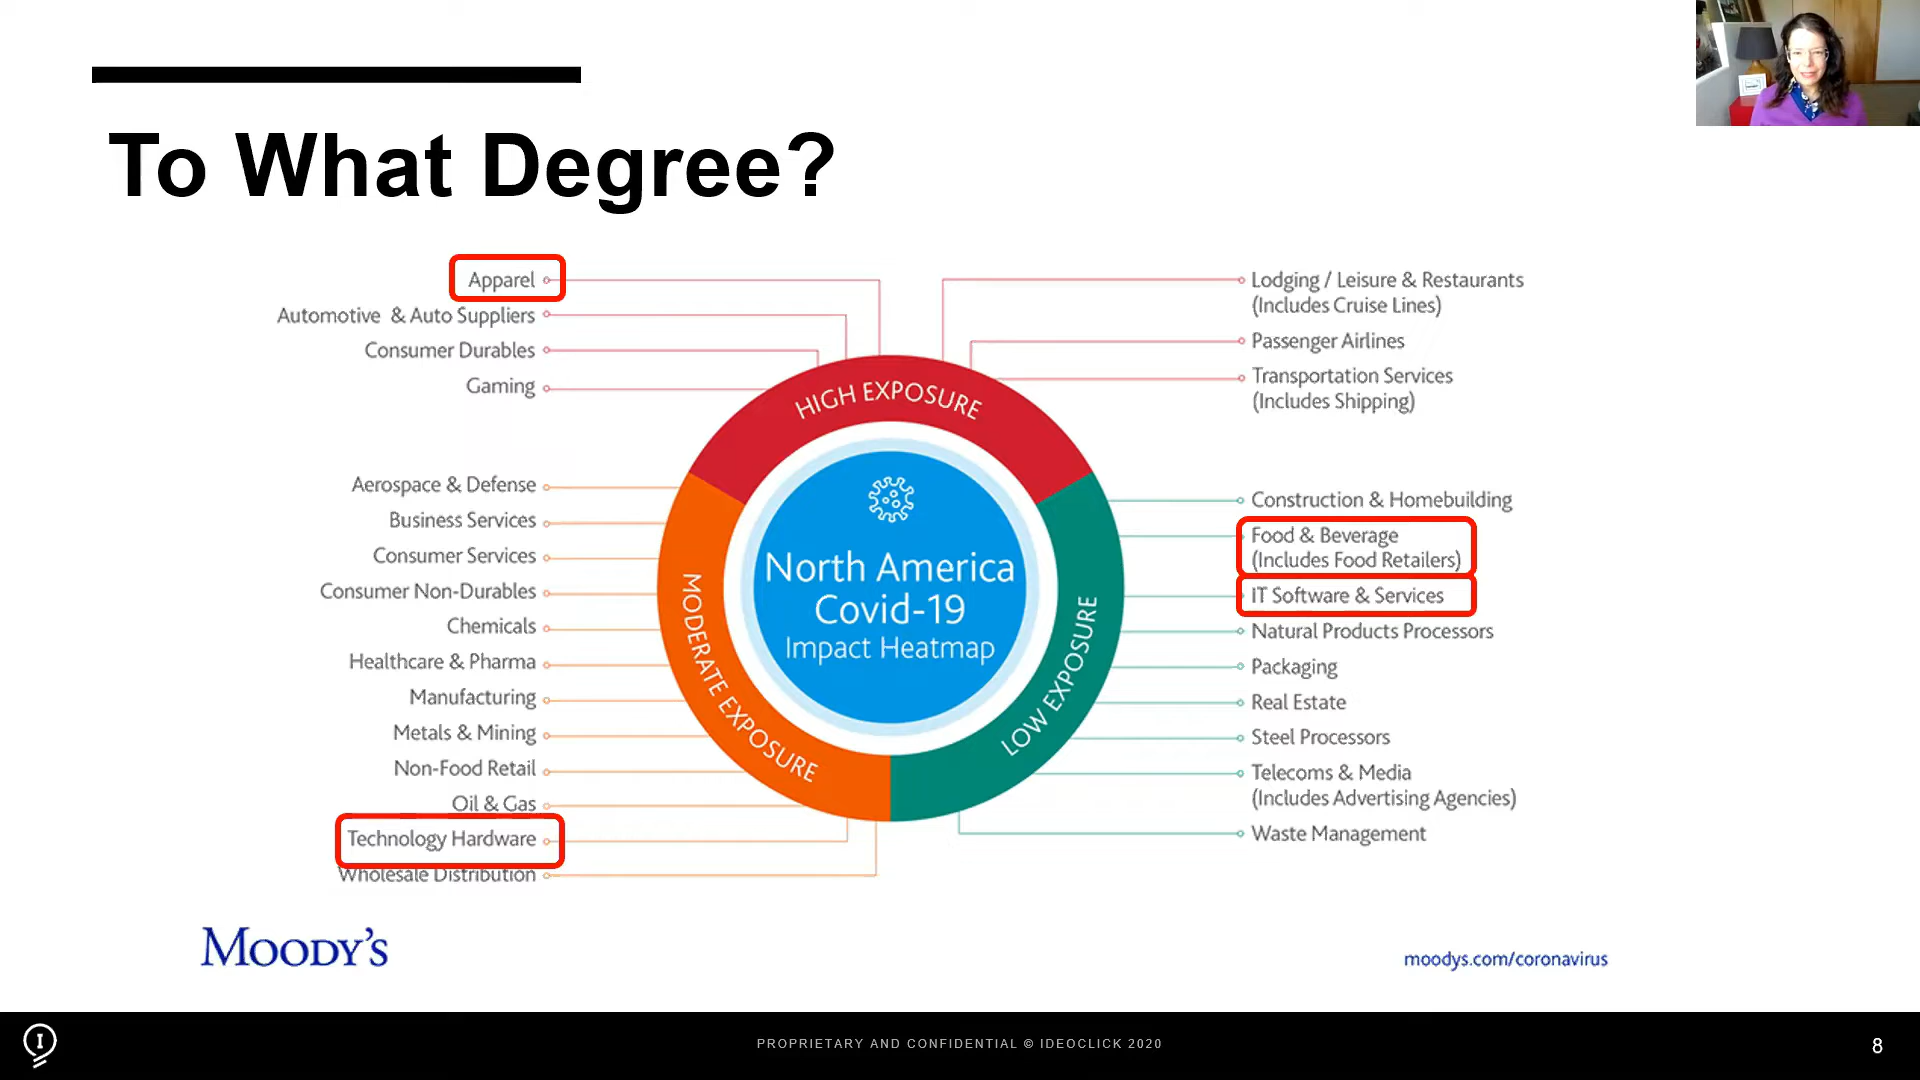 To What Degree?
Apparel
Automotive & Auto Suppliers
Consumer Durables
Gaming
Lodging / Leisure & Restaurants
(Includes Cruise Lines)
Passenger Airlines
Transportation Services
(Includes Shipping)
HIGH EXPOSURE
Aerospace & Defense
Business Services
Consumer Services
Consumer Non-Durables
Chemicals
Healthcare & Pharma
Manufacturing
Metals & Mining
Non-Food Retail
Oil & Gas
Technology Hardware
Wholesale Distribution
MODERATE EXPOSURE
North America
Covid-19
Impact Heatmap
LOW EXPOSURE
Construction & Homebuilding
Food & Beverage
(Includes Food Retailers)
IT Software & Services
Natural Products Processors
Packaging
Real Estate
Steel Processors
Telecoms & Media
(Includes Advertising Agencies)
Waste Management
MOODY'S
moodys.com/coronavirus
I
PROPRIETARY AND CONFIDENTIAL © IDEOCLICK 2020
8